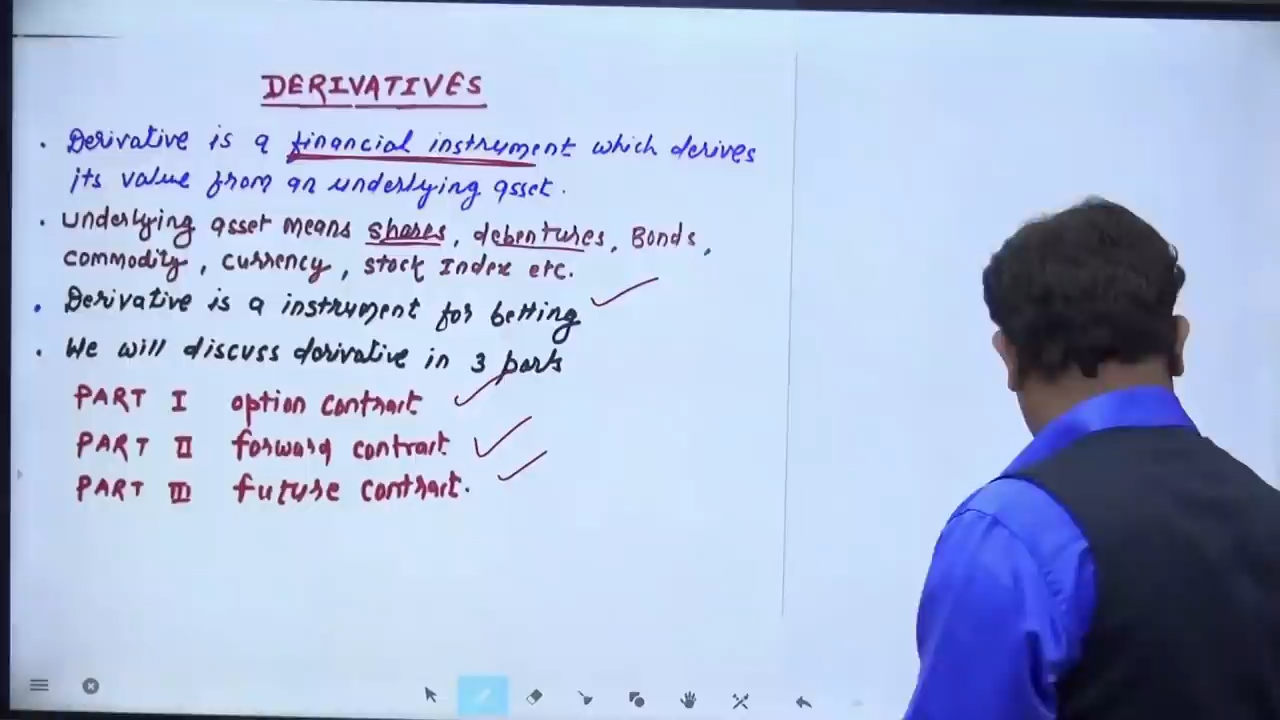 DERIVATIVES
• Derivative is a financial instrument which derives
its value from an underlying asset.
• Underlying asset means shares, debentures, Bonds,
commodity, currency, stock Index etc.
• Derivative is a instrument for betting
• We will discuss derivative in 3 parts
PART I option contract
PART II forward contract
PART III future contract.